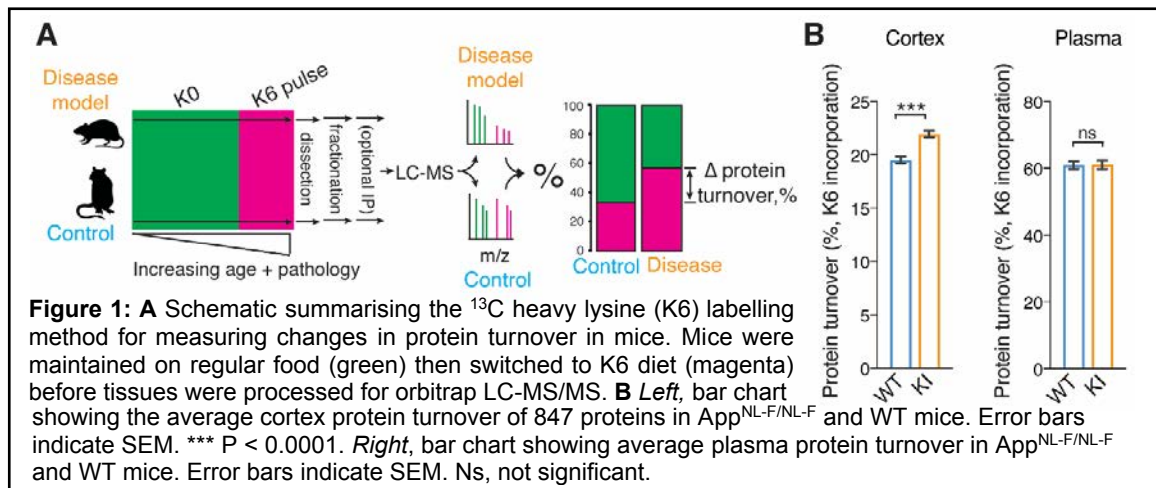 A
Disease
model
K0
K6 pulse
Control
Increasing age + pathology
dissection
fractionation
(optional IP)
LC-MS
Disease
model
m/z
Control
%
100
80
60
40
20
0
Control
Disease
Δ protein
turnover,%
B
Cortex
Protein turnover (%, K6 incorporation)
25
20
15
10
5
0
***
WT
KI
Plasma
Protein turnover (%, K6 incorporation)
80
60
40
20
0
ns
WT
KI
Figure 1: A Schematic summarising the ¹³C heavy lysine (K6) labelling
method for measuring changes in protein turnover in mice. Mice were
maintained on regular food (green) then switched to K6 diet (magenta)
before tissues were processed for orbitrap LC-MS/MS. B Left, bar chart
showing the average cortex protein turnover of 847 proteins in App^NL-F/NL-F and WT mice. Error bars
indicate SEM. *** P < 0.0001. Right, bar chart showing average plasma protein turnover in App^NL-F/NL-F
and WT mice. Error bars indicate SEM. Ns, not significant.